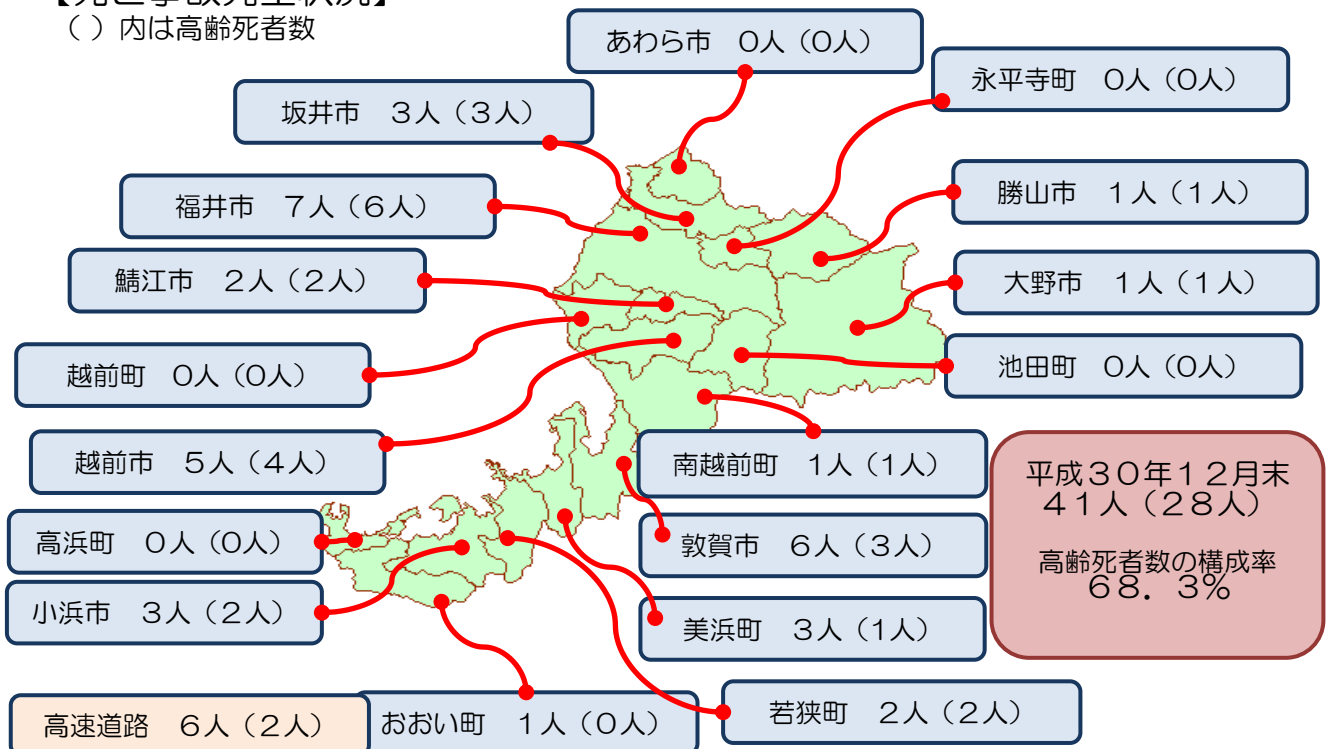 （ ）内は高齢死者数
あわら市　０人（０人）
永平寺町　０人（０人）
坂井市　３人（３人）
勝山市　１人（１人）
福井市　７人（６人）
鯖江市　２人（２人）
大野市　１人（１人）
越前町　０人（０人）
池田町　０人（０人）
越前市　５人（４人）
南越前町　１人（１人）
平成３０年１２月末
４１人（２８人）
高齢死者数の構成率
６８．３％
高浜町　０人（０人）
敦賀市　６人（３人）
小浜市　３人（２人）
美浜町　３人（１人）
高速道路　６人（２人）
おおい町　１人（０人）
若狭町　２人（２人）